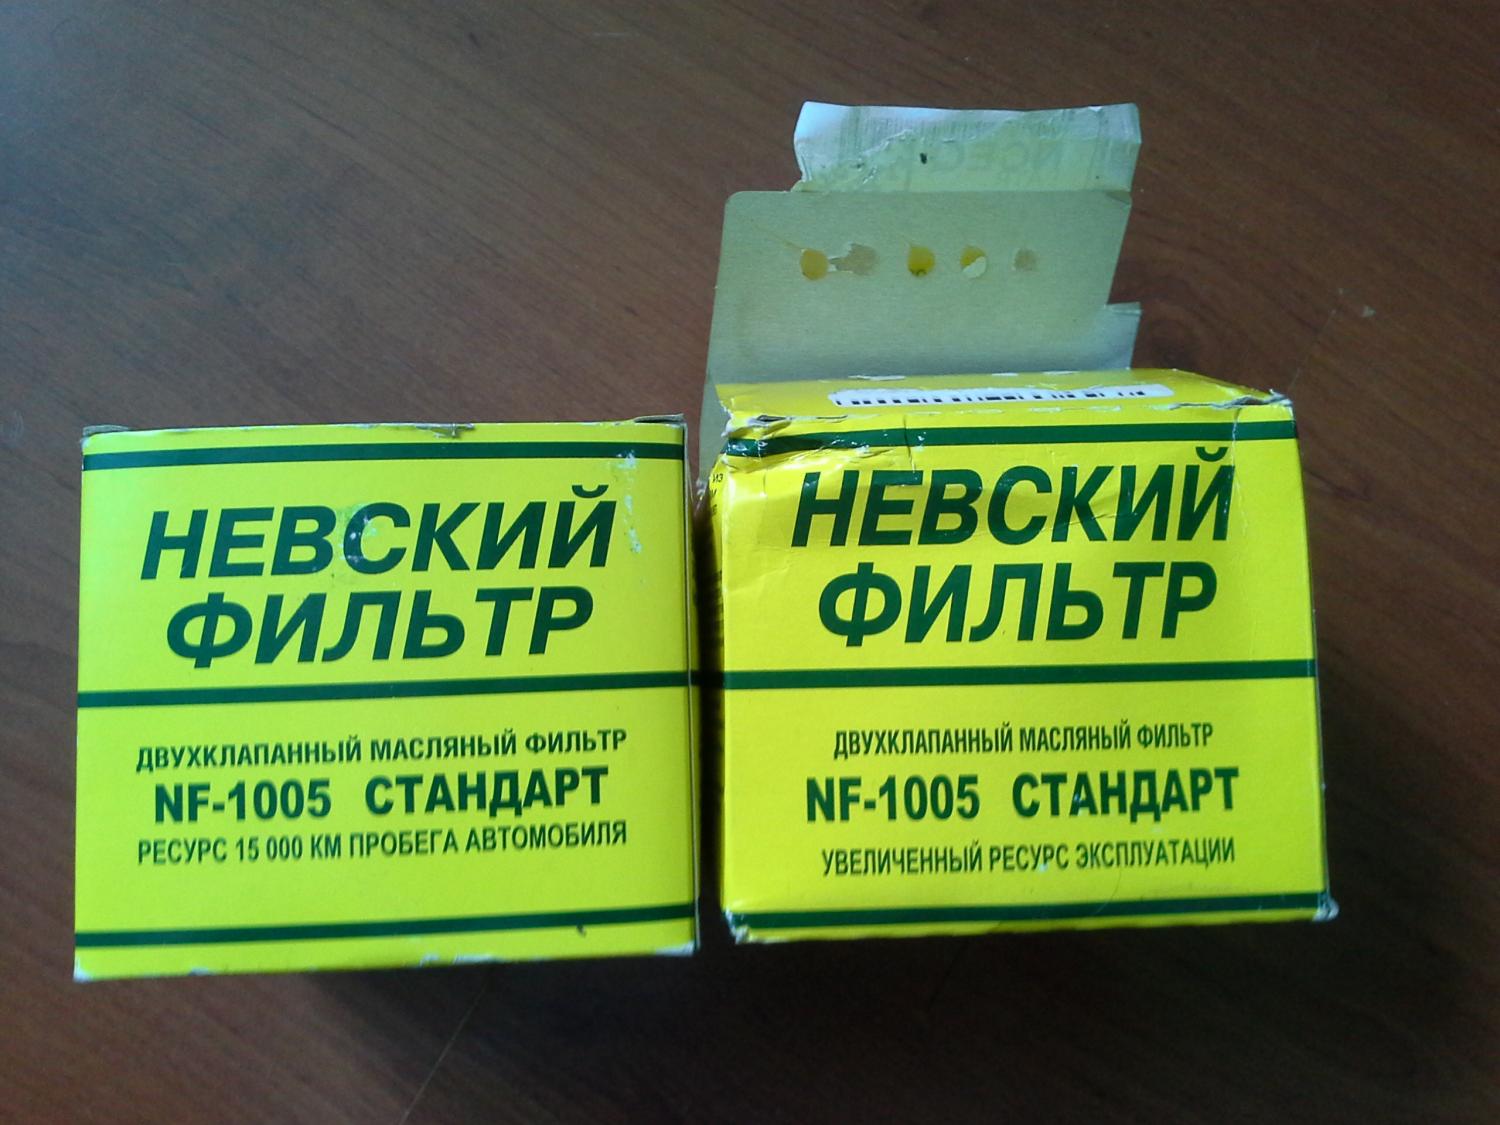 НЕВСКИЙ
ФИЛЬТР
ДВУХКЛАПАННЫЙ МАСЛЯНЫЙ ФИЛЬТР
NF-1005 СТАНДАРТ
РЕСУРС 15 000 КМ ПРОБЕГА АВТОМОБИЛЯ
НЕВСКИЙ
ФИЛЬТР
ДВУХКЛАПАННЫЙ МАСЛЯНЫЙ ФИЛЬТР
NF-1005 СТАНДАРТ
УВЕЛИЧЕННЫЙ РЕСУРС ЭКСПЛУАТАЦИИ